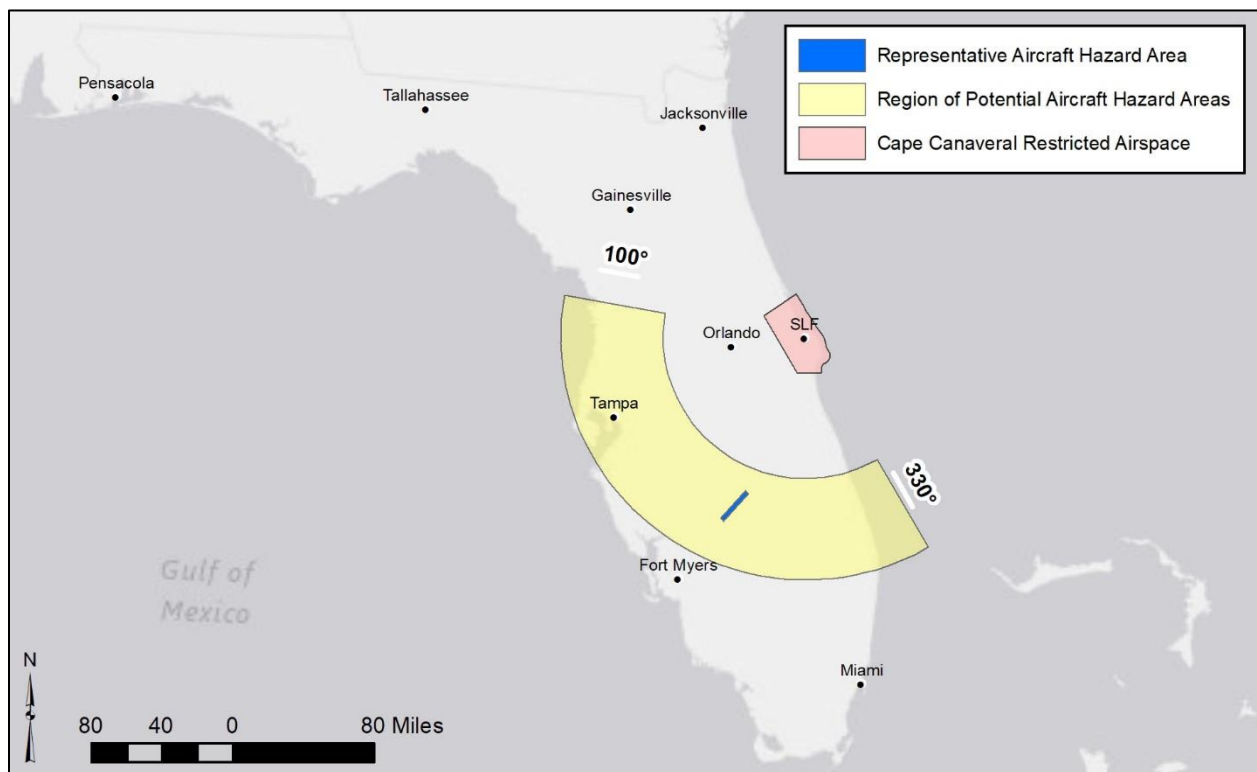 Representative Aircraft Hazard Area
Region of Potential Aircraft Hazard Areas
Cape Canaveral Restricted Airspace
Pensacola
Tallahassee
Jacksonville
Gainesville
100°
SLF
Orlando
Tampa
330°
Fort Myers
Gulf of
Mexico
Miami
N
80 40 0 80 Miles